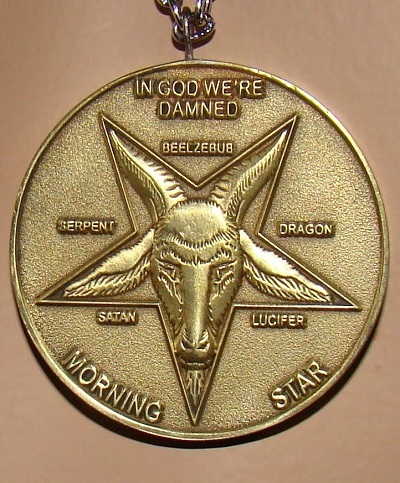 IN GOD WE'RE
DAMNED
BEELZEBUB
SERPENT
DRAGON
SATAN
LUCIFER
MORNING
STAR